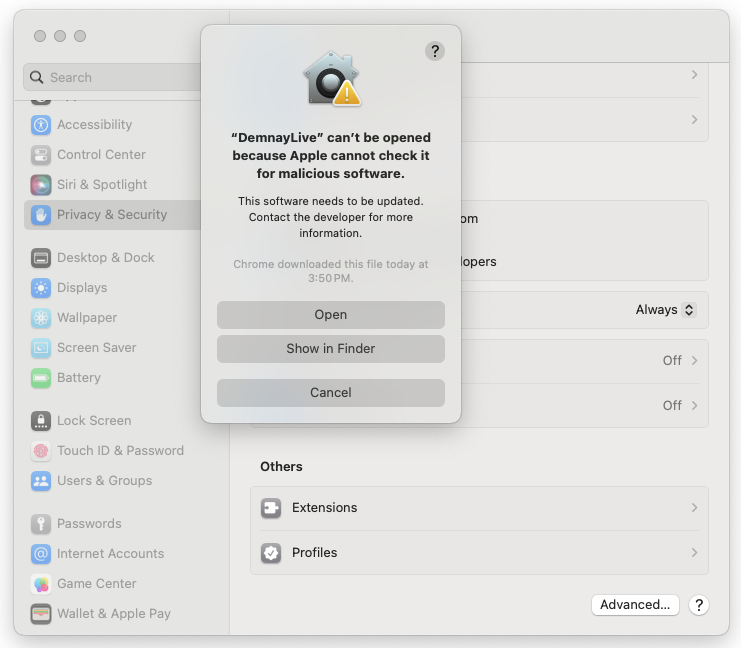 Search
Accessibility
Control Center
Siri & Spotlight
Privacy & Security
Desktop & Dock
Displays
Wallpaper
Screen Saver
Battery
Lock Screen
Touch ID & Password
Users & Groups
Passwords
Internet Accounts
Game Center
Wallet & Apple Pay
?
“DemnayLive” can’t be opened
because Apple cannot check it
for malicious software.
This software needs to be updated.
Contact the developer for more
information.
Chrome downloaded this file today at
3:50 PM.
Open
Show in Finder
Cancel
Always
Off
Off
Others
Extensions
Profiles
Advanced...
?